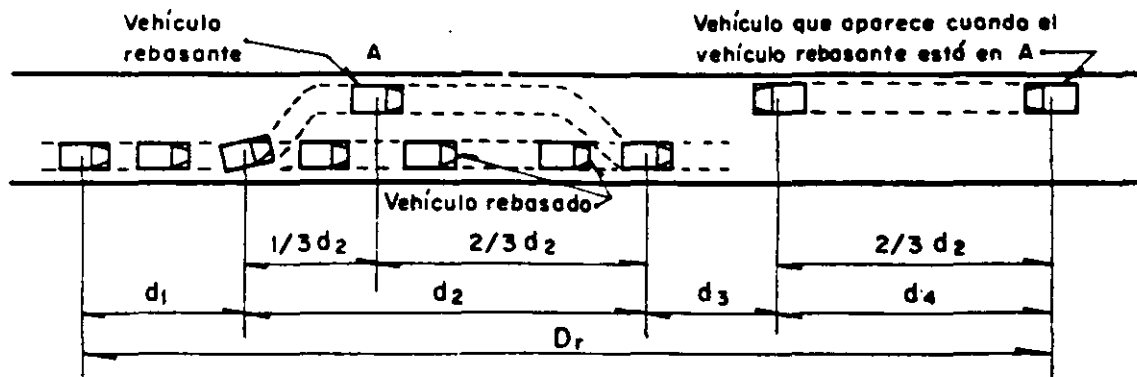 Vehículo
rebasante
A
Vehículo que aparece cuando el
vehículo rebasante está en A
Vehículo rebasado
1/3 d2
2/3 d2
2/3 d2
d1
d2
d3
d4
Dr